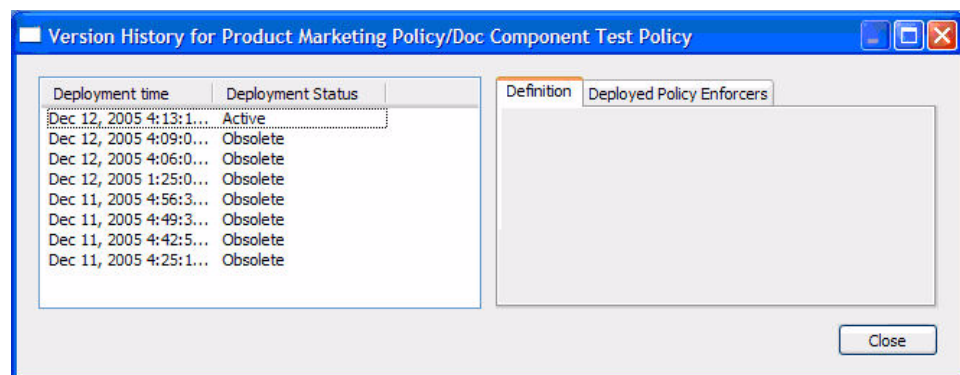 Version History for Product Marketing Policy/Doc Component Test Policy
Deployment time Deployment Status
Dec 12, 2005 4:13:1... Active
Dec 12, 2005 4:09:0... Obsolete
Dec 12, 2005 4:06:0... Obsolete
Dec 12, 2005 1:25:0... Obsolete
Dec 11, 2005 4:56:3... Obsolete
Dec 11, 2005 4:49:3... Obsolete
Dec 11, 2005 4:42:5... Obsolete
Dec 11, 2005 4:25:1... Obsolete
Definition Deployed Policy Enforcers
Close